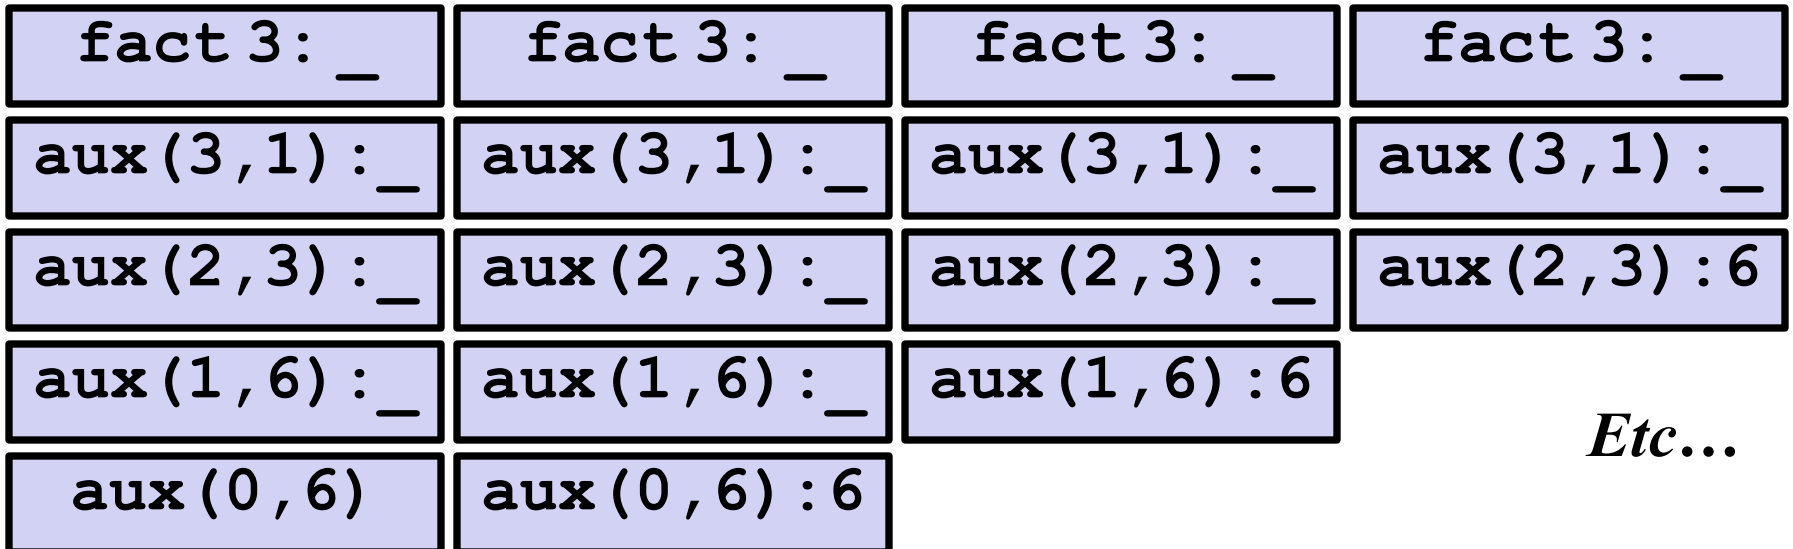 fact 3: _ fact 3: _ fact 3: _ fact 3: _
aux(3,1):_ aux(3,1):_ aux(3,1):_ aux(3,1):_
aux(2,3):_ aux(2,3):_ aux(2,3):_ aux(2,3):6
aux(1,6):_ aux(1,6):_ aux(1,6):6
Etc…
aux(0,6) aux(0,6):6